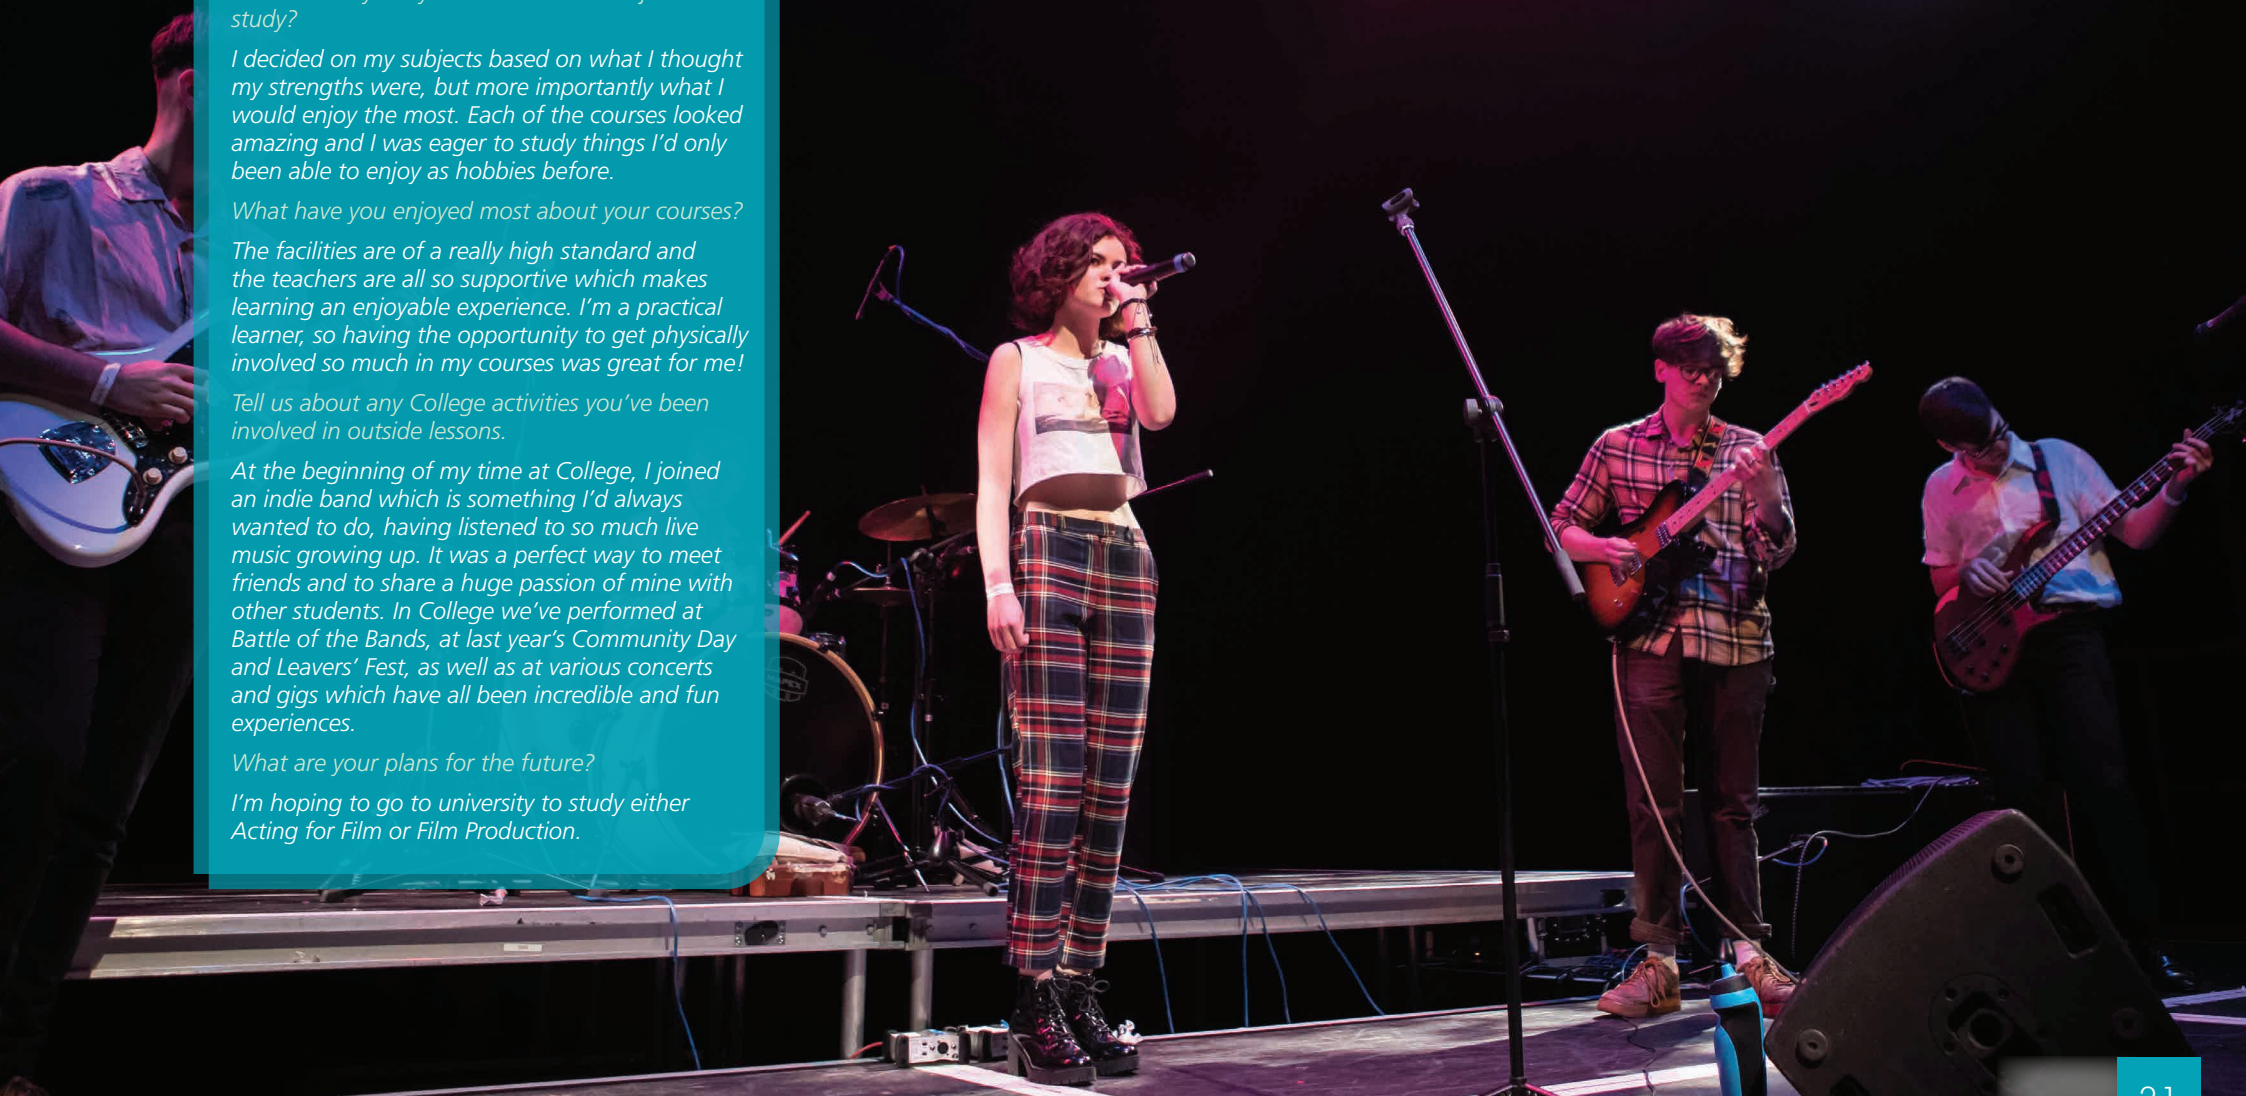 study?
I decided on my subjects based on what I thought
my strengths were, but more importantly what I
would enjoy the most. Each of the courses looked
amazing and I was eager to study things I’d only
been able to enjoy as hobbies before.
What have you enjoyed most about your courses?
The facilities are of a really high standard and
the teachers are all so supportive which makes
learning an enjoyable experience. I’m a practical
learner, so having the opportunity to get physically
involved so much in my courses was great for me!
Tell us about any College activities you’ve been
involved in outside lessons.
At the beginning of my time at College, I joined
an indie band which is something I’d always
wanted to do, having listened to so much live
music growing up. It was a perfect way to meet
friends and to share a huge passion of mine with
other students. In College we’ve performed at
Battle of the Bands, at last year’s Community Day
and Leavers’ Fest, as well as at various concerts
and gigs which have all been incredible and fun
experiences.
What are your plans for the future?
I’m hoping to go to university to study either
Acting for Film or Film Production.